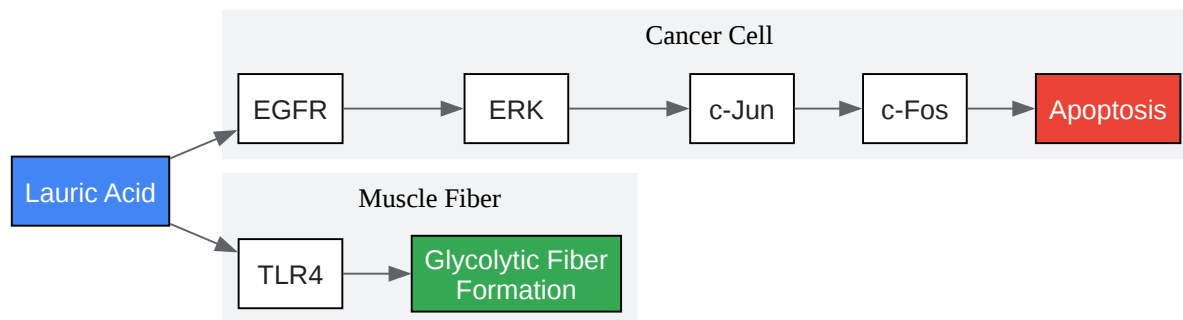 Cancer Cell
EGFR
ERK
c-Jun
c-Fos
Apoptosis
Lauric Acid
Muscle Fiber
TLR4
Glycolytic Fiber
Formation